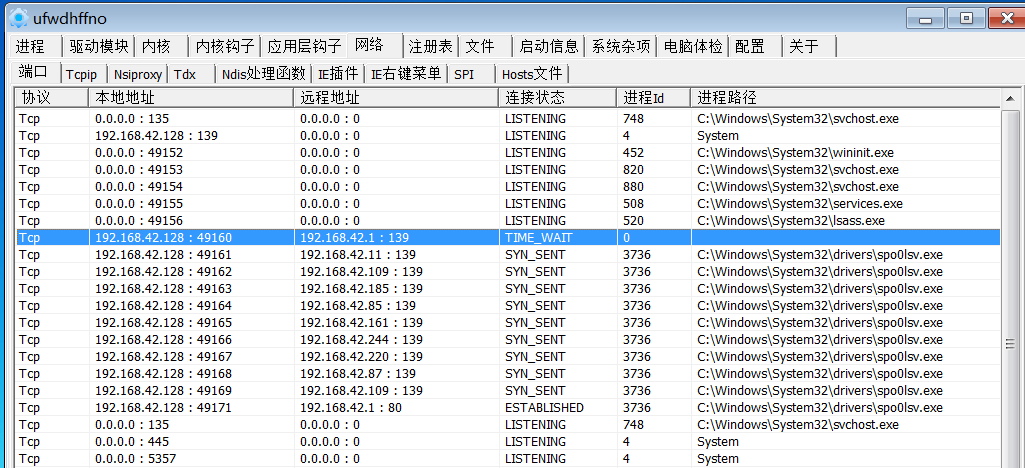 ufwdhffno
进程 驱动模块 内核 内核钩子 应用层钩子 网络 注册表 文件 启动信息 系统杂项 电脑体检 配置 关于
端口 Tcpip Nsiproxy Tdx Ndis处理函数 IE插件 IE右键菜单 SPI Hosts文件
协议 本地地址 远程地址 连接状态 进程Id 进程路径
Tcp 0.0.0.0 : 135 0.0.0.0 : 0 LISTENING 748 C:\Windows\System32\svchost.exe
Tcp 192.168.42.128 : 139 0.0.0.0 : 0 LISTENING 4 System
Tcp 0.0.0.0 : 49152 0.0.0.0 : 0 LISTENING 452 C:\Windows\System32\wininit.exe
Tcp 0.0.0.0 : 49153 0.0.0.0 : 0 LISTENING 820 C:\Windows\System32\svchost.exe
Tcp 0.0.0.0 : 49154 0.0.0.0 : 0 LISTENING 880 C:\Windows\System32\svchost.exe
Tcp 0.0.0.0 : 49155 0.0.0.0 : 0 LISTENING 508 C:\Windows\System32\services.exe
Tcp 0.0.0.0 : 49156 0.0.0.0 : 0 LISTENING 520 C:\Windows\System32\lsass.exe
Tcp 192.168.42.128 : 49160 192.168.42.1 : 139 TIME_WAIT 0
Tcp 192.168.42.128 : 49161 192.168.42.11 : 139 SYN_SENT 3736 C:\Windows\System32\drivers\spo0lsv.exe
Tcp 192.168.42.128 : 49162 192.168.42.109 : 139 SYN_SENT 3736 C:\Windows\System32\drivers\spo0lsv.exe
Tcp 192.168.42.128 : 49163 192.168.42.185 : 139 SYN_SENT 3736 C:\Windows\System32\drivers\spo0lsv.exe
Tcp 192.168.42.128 : 49164 192.168.42.85 : 139 SYN_SENT 3736 C:\Windows\System32\drivers\spo0lsv.exe
Tcp 192.168.42.128 : 49165 192.168.42.161 : 139 SYN_SENT 3736 C:\Windows\System32\drivers\spo0lsv.exe
Tcp 192.168.42.128 : 49166 192.168.42.244 : 139 SYN_SENT 3736 C:\Windows\System32\drivers\spo0lsv.exe
Tcp 192.168.42.128 : 49167 192.168.42.220 : 139 SYN_SENT 3736 C:\Windows\System32\drivers\spo0lsv.exe
Tcp 192.168.42.128 : 49168 192.168.42.87 : 139 SYN_SENT 3736 C:\Windows\System32\drivers\spo0lsv.exe
Tcp 192.168.42.128 : 49169 192.168.42.109 : 139 SYN_SENT 3736 C:\Windows\System32\drivers\spo0lsv.exe
Tcp 192.168.42.128 : 49171 192.168.42.1 : 80 ESTABLISHED 3736 C:\Windows\System32\drivers\spo0lsv.exe
Tcp 0.0.0.0 : 135 0.0.0.0 : 0 LISTENING 748 C:\Windows\System32\svchost.exe
Tcp 0.0.0.0 : 445 0.0.0.0 : 0 LISTENING 4 System
Tcp 0.0.0.0 : 5357 0.0.0.0 : 0 LISTENING 4 System